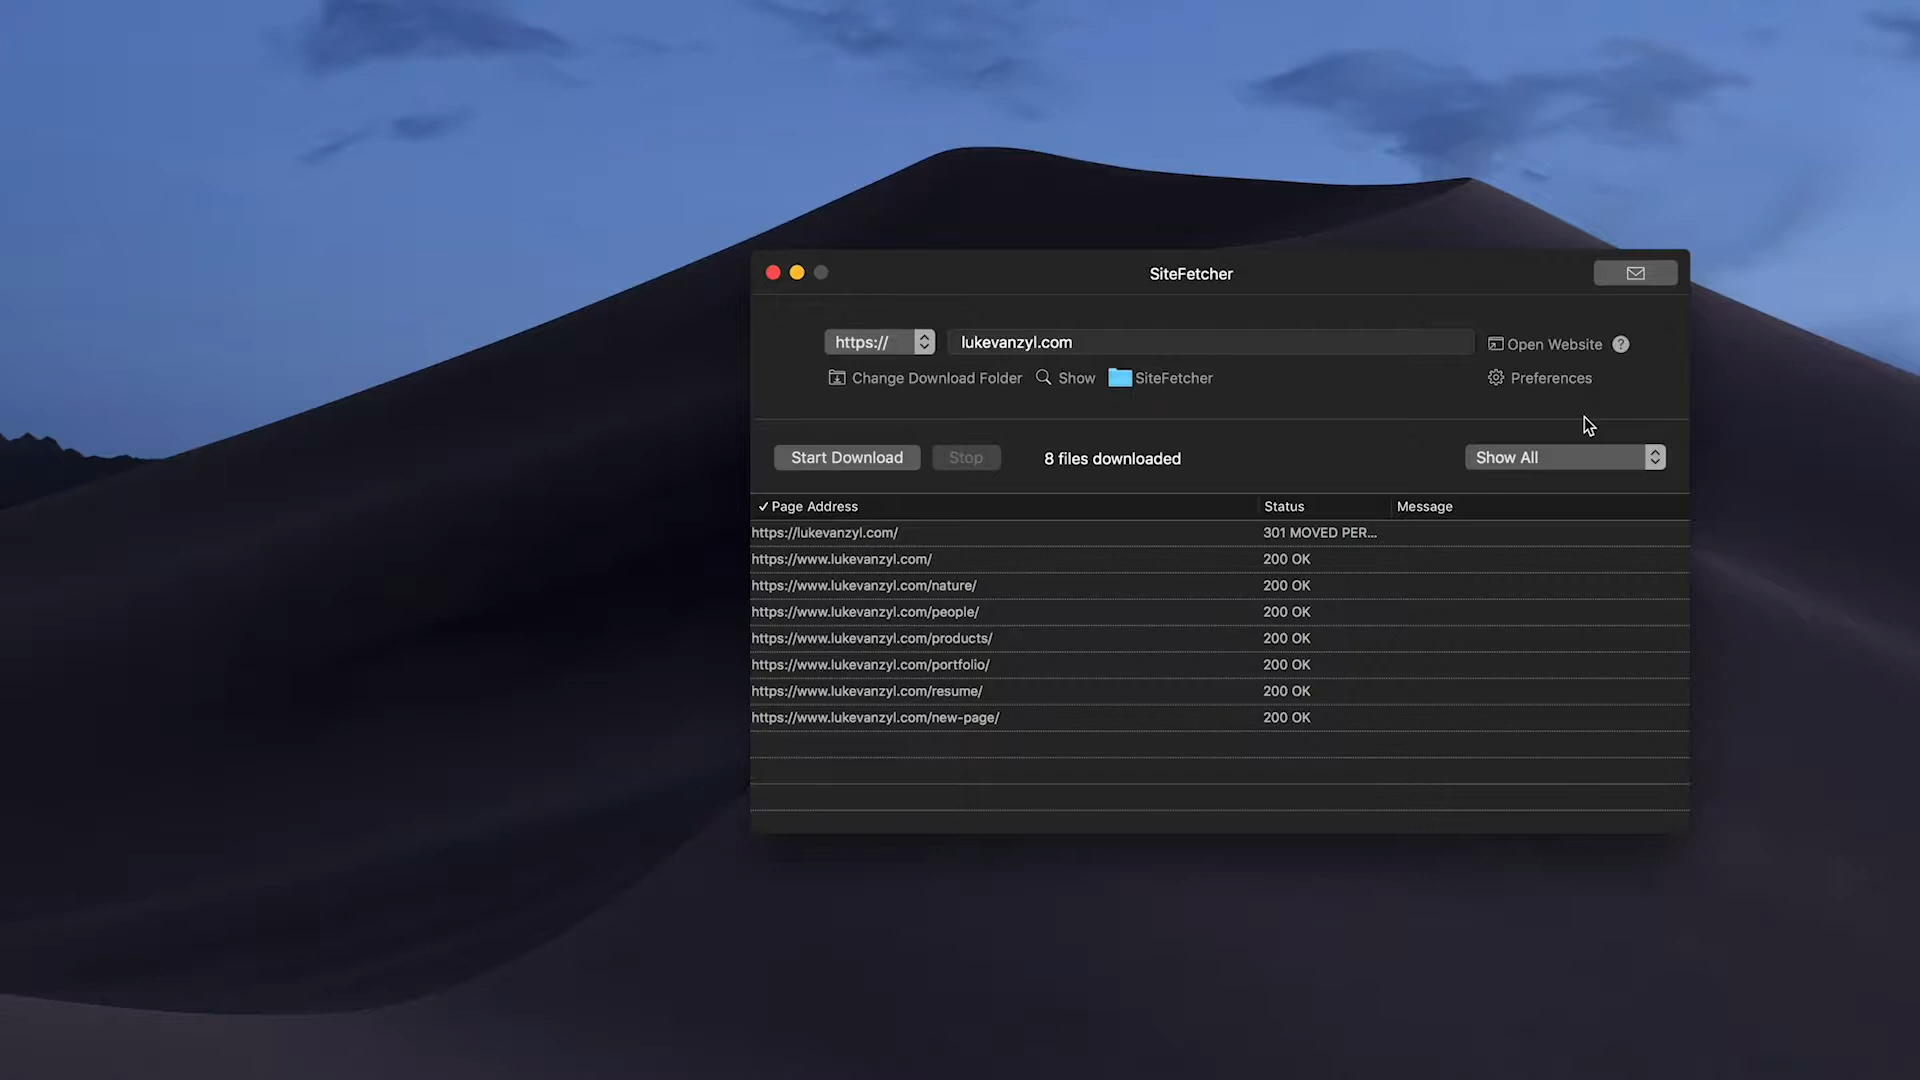 SiteFetcher
https://
lukevanzyl.com
Open Website ?
Change Download Folder Show SiteFetcher
Preferences
Start Download Stop 8 files downloaded Show All
✓ Page Address Status Message
https://lukevanzyl.com/ 301 MOVED PER...
https://www.lukevanzyl.com/ 200 OK
https://www.lukevanzyl.com/nature/ 200 OK
https://www.lukevanzyl.com/people/ 200 OK
https://www.lukevanzyl.com/products/ 200 OK
https://www.lukevanzyl.com/portfolio/ 200 OK
https://www.lukevanzyl.com/resume/ 200 OK
https://www.lukevanzyl.com/new-page/ 200 OK